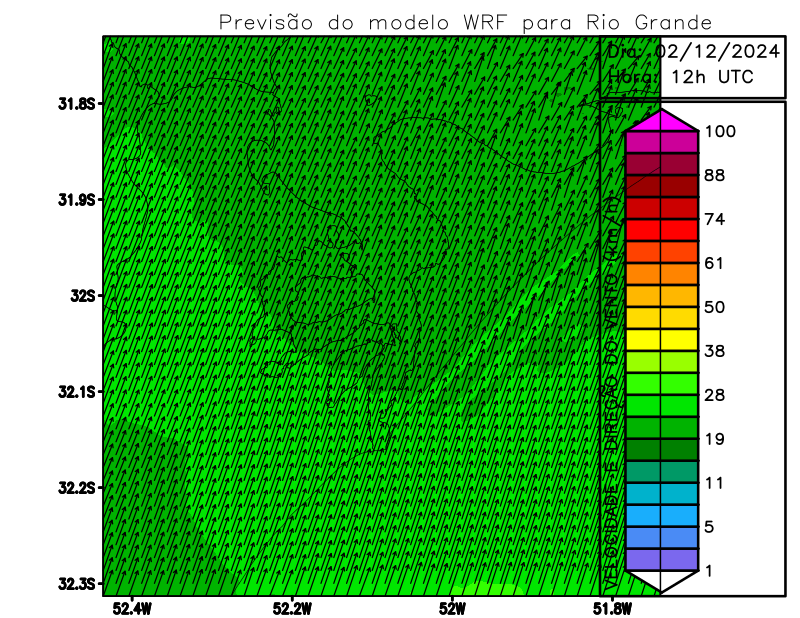 Previsão do modelo WRF para Rio Grande
Dia: 02/12/2024
Hora: 12h UTC
31.8S
31.9S
32S
32.1S
32.2S
32.3S
52.4W
52.2W
52W
51.8W
VELOCIDADE E DIREÇÃO DO VENTO (km/h)
100
88
74
61
50
38
28
19
11
5
1